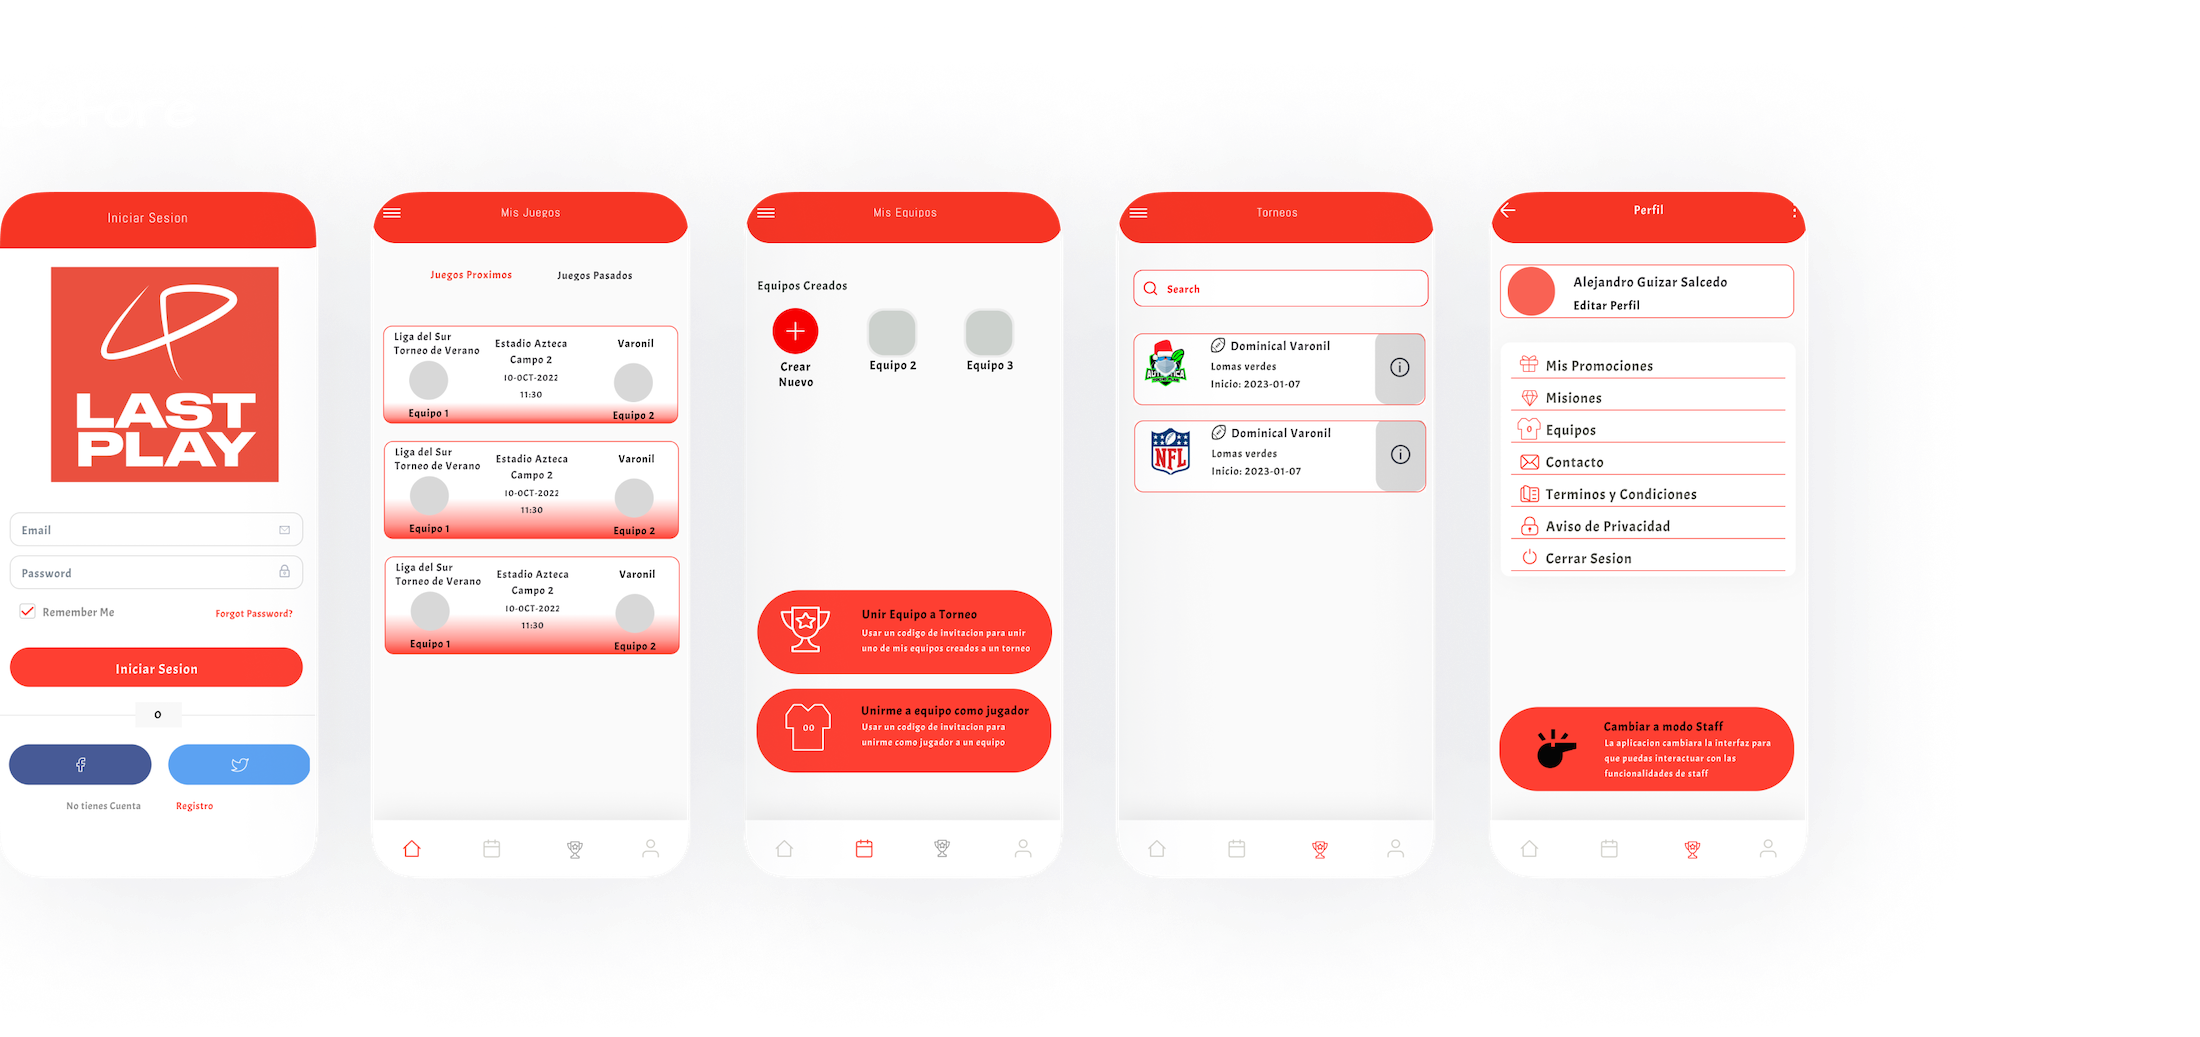 Iniciar Sesion
LAST
PLAY
Email
Password
Remember Me
Forgot Password?
Iniciar Sesion
O
No tienes Cuenta
Registro
Mis Juegos
Juegos Proximos
Juegos Pasados
Liga del Sur
Torneo de Verano
Estadio Azteca
Campo 2
10-OCT-2022
11:30
Varonil
Equipo 1
Equipo 2
Liga del Sur
Torneo de Verano
Estadio Azteca
Campo 2
10-OCT-2022
11:30
Varonil
Equipo 1
Equipo 2
Liga del Sur
Torneo de Verano
Estadio Azteca
Campo 2
10-OCT-2022
11:30
Varonil
Equipo 1
Equipo 2
Mis Equipos
Equipos Creados
Crear
Nuevo
Equipo 2
Equipo 3
Unir Equipo a Torneo
Usar un codigo de invitacion para unir
uno de mis equipos creados a un torneo
00
Unirme a equipo como jugador
Usar un codigo de invitacion para
unirme como jugador a un equipo
Torneos
Search
Dominical Varonil
Lomas verdes
Inicio: 2023-01-07
NFL
Dominical Varonil
Lomas verdes
Inicio: 2023-01-07
Perfil
Alejandro Guizar Salcedo
Editar Perfil
Mis Promociones
Misiones
0
Equipos
Contacto
Terminos y Condiciones
Aviso de Privacidad
Cerrar Sesion
Cambiar a modo Staff
La aplicacion cambiara la interfaz para
que puedas interactuar con las
funcionalidades de staff